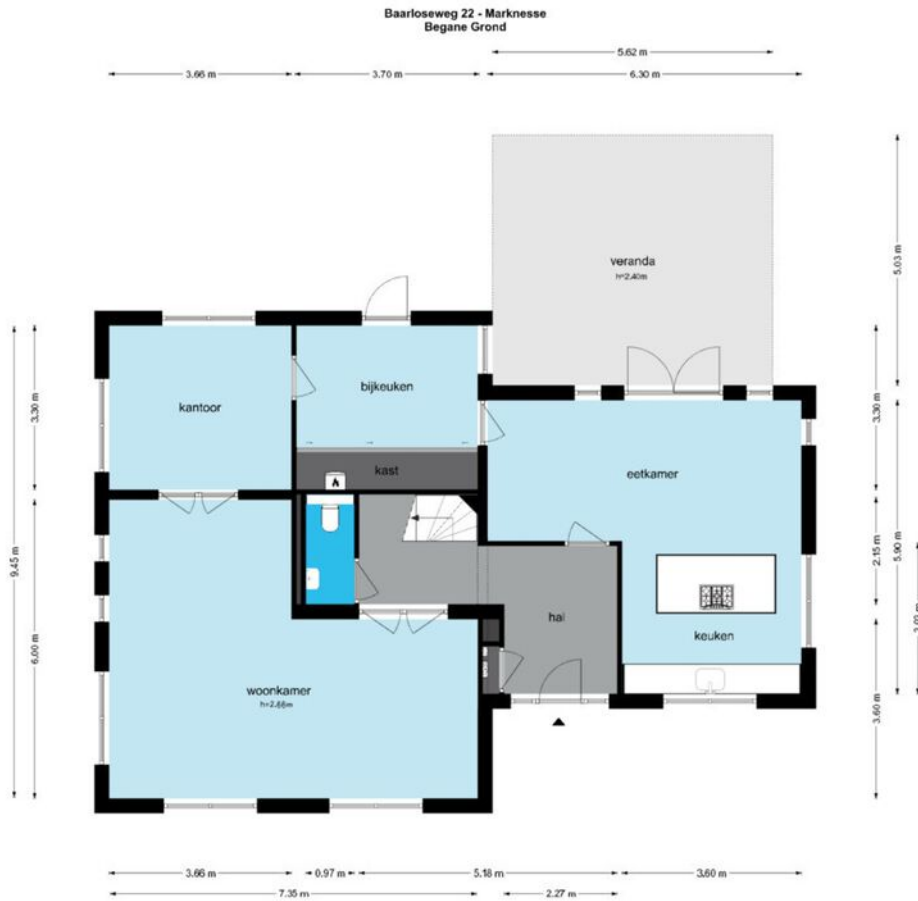 Baarloseweg 22 - Marknesse
Begane Grond
5.62 m
3.66 m
3.70 m
6.30 m
veranda
h=2.40m
5.03 m
bijkeuken
kantoor
3.30 m
3.30 m
kast
eetkamer
9.45 m
2.15 m
5.90 m
hal
keuken
6.00 m
woonkamer
h=2.68m
3.60 m
3.66 m
0.97 m
5.18 m
3.60 m
7.35 m
2.27 m